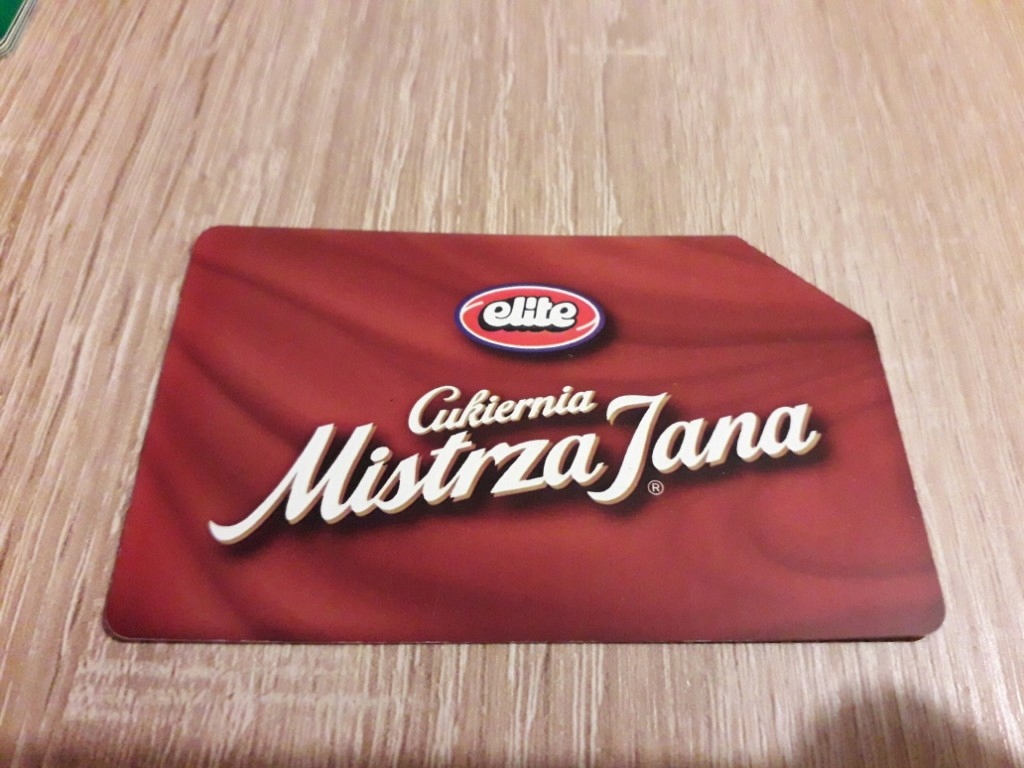 elite
Cukiernia
Mistrza Jana
®